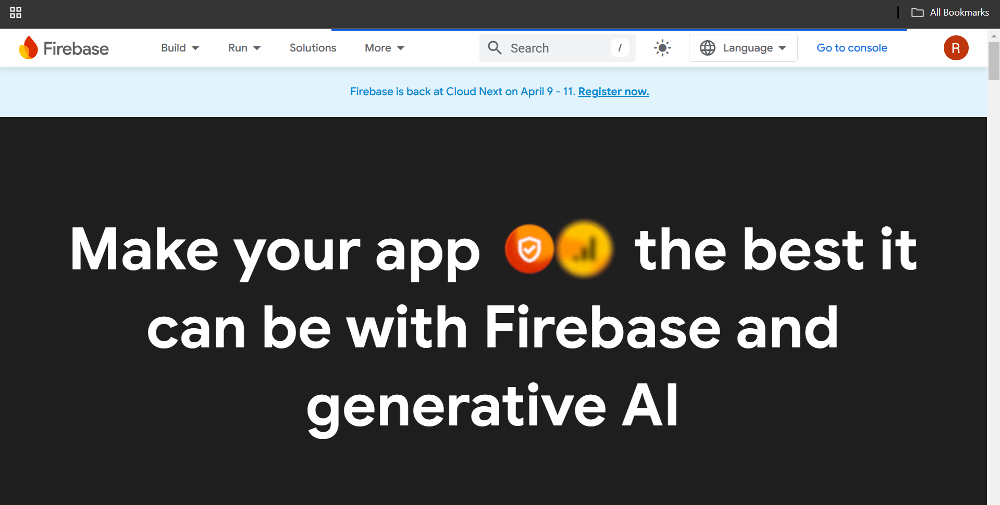 All Bookmarks
Firebase Build Run Solutions More Search / Language Go to console R
Firebase is back at Cloud Next on April 9 - 11. Register now.
Make your app the best it
can be with Firebase and
generative AI